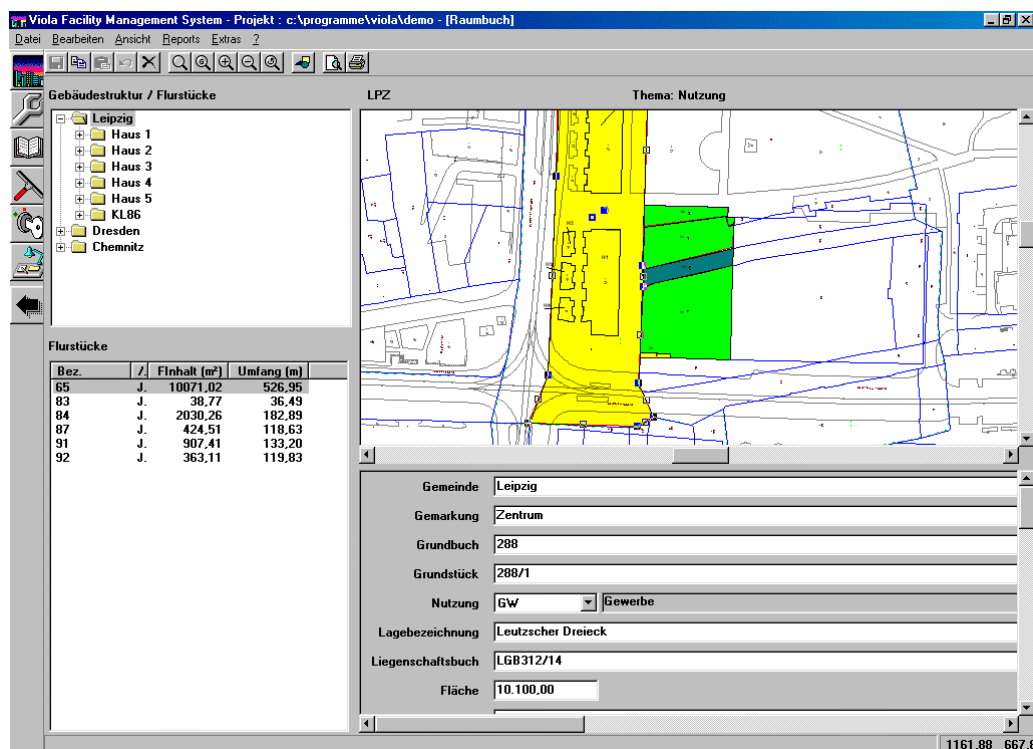 Viola Facility Management System - Projekt : c:\programme\viola\demo - [Raumbuch]
Datei Bearbeiten Ansicht Reports Extras ?
Gebäudestruktur / Flurstücke
Leipzig
Haus 1
Haus 2
Haus 3
Haus 4
Haus 5
KL86
Dresden
Chemnitz
Flurstücke
Bez. /. FInhalt (m²) Umfang (m)
65 J. 10071,02 526,95
83 J. 38,77 36,49
84 J. 2030,26 182,89
87 J. 424,51 118,63
91 J. 907,41 133,20
92 J. 363,11 119,83
LPZ Thema: Nutzung
Gemeinde Leipzig
Gemarkung Zentrum
Grundbuch 288
Grundstück 288/1
Nutzung GW Gewerbe
Lagebezeichnung Leutzscher Dreieck
Liegenschaftsbuch LGB312/14
Fläche 10.100,00
1161.88 667.8